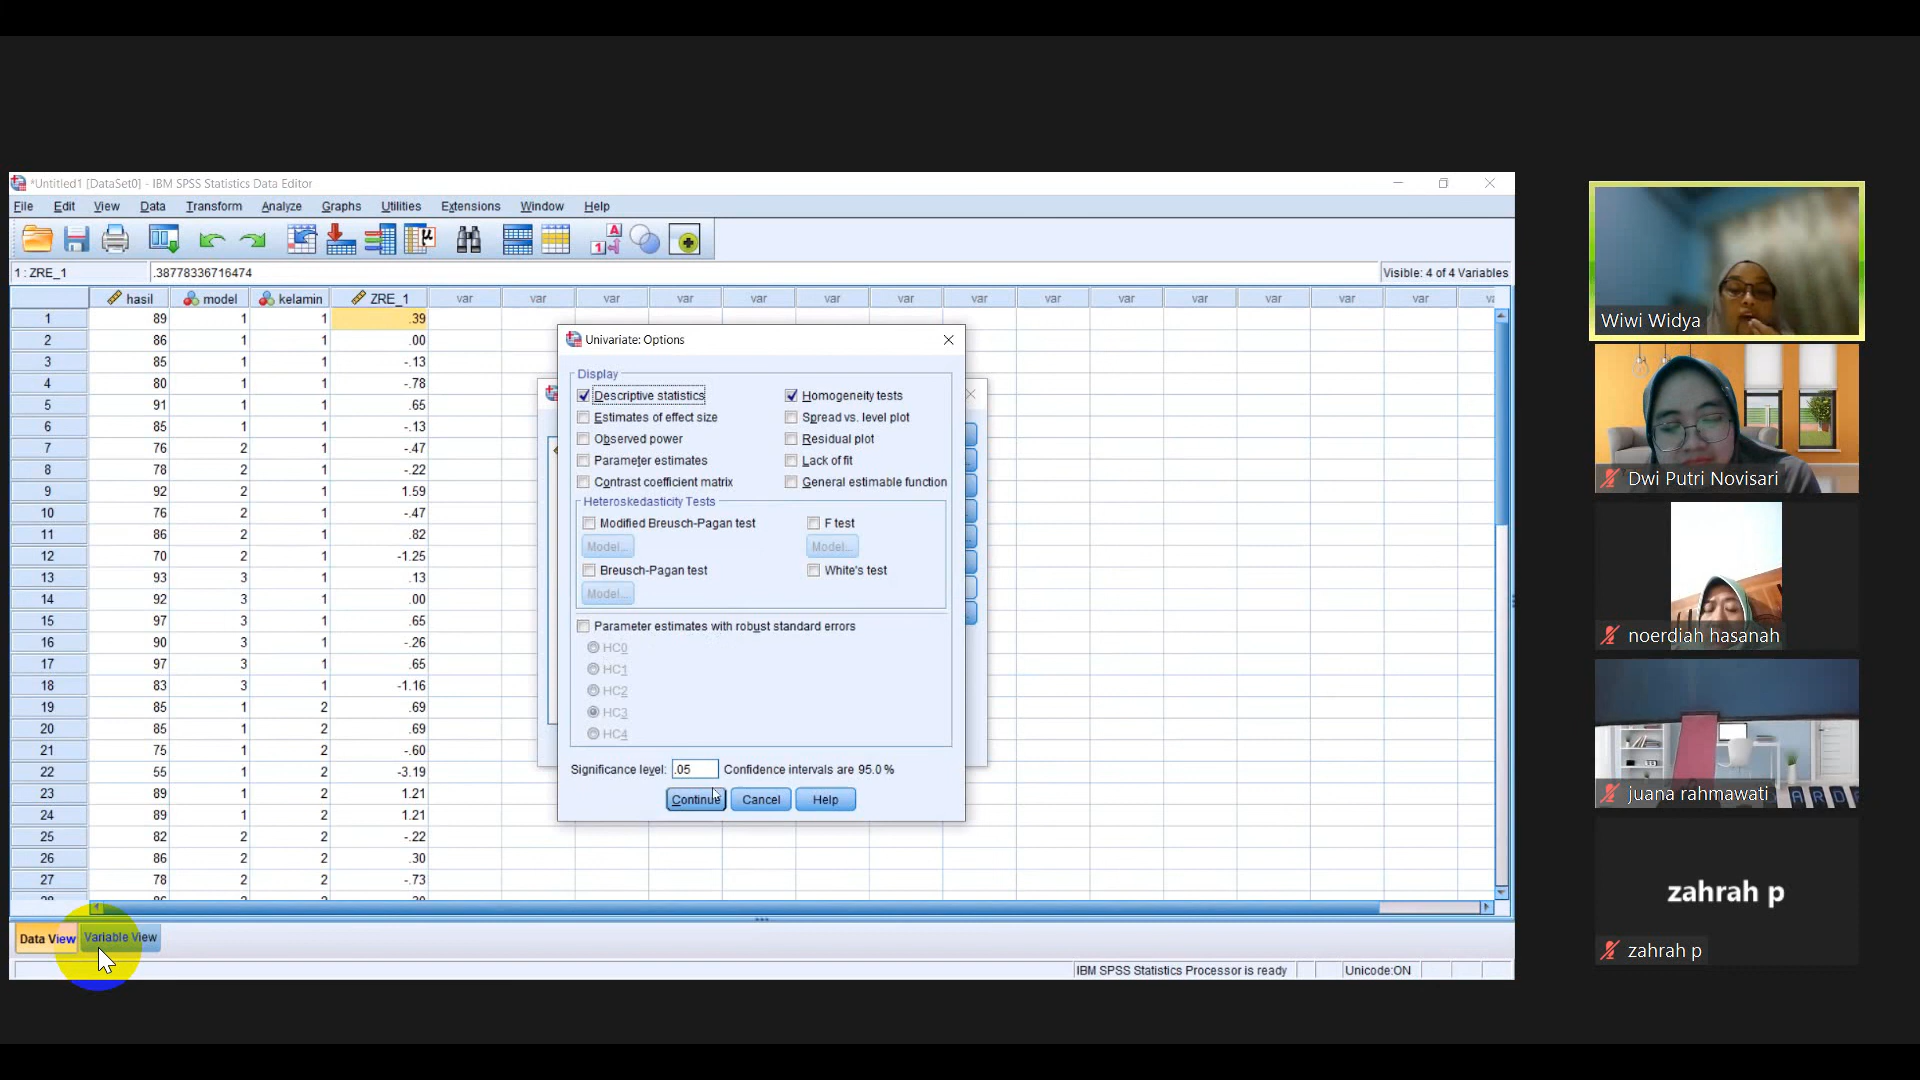 *Untitled1 [DataSet0] - IBM SPSS Statistics Data Editor
File Edit View Data Transform Analyze Graphs Utilities Extensions Window Help
1 : ZRE_1 .38778336716474 Visible: 4 of 4 Variables
hasil model kelamin ZRE_1 var var var var var var var var var var var var var var
1 89 1 1 .39
2 86 1 1 .00
3 85 1 1 -.13
4 80 1 1 -.78
5 91 1 1 .65
6 85 1 1 -.13
7 76 2 1 -.47
8 78 2 1 -.22
9 92 2 1 1.59
10 76 2 1 -.47
11 86 2 1 .82
12 70 2 1 -1.25
13 93 3 1 .13
14 92 3 1 .00
15 97 3 1 .65
16 90 3 1 -.26
17 97 3 1 .65
18 83 3 1 -1.16
19 85 1 2 .69
20 85 1 2 .69
21 75 1 2 -.60
22 55 1 2 -3.19
23 89 1 2 1.21
24 89 1 2 1.21
25 82 2 2 -.22
26 86 2 2 .30
27 78 2 2 -.73
Univariate: Options
Display
Descriptive statistics Homogeneity tests
Estimates of effect size Spread vs. level plot
Observed power Residual plot
Parameter estimates Lack of fit
Contrast coefficient matrix General estimable function
Heteroskedasticity Tests
Modified Breusch-Pagan test F test
Model... Model...
Breusch-Pagan test White's test
Model...
Parameter estimates with robust standard errors
HC0
HC1
HC2
HC3
HC4
Significance level: .05 Confidence intervals are 95.0 %
Continue Cancel Help
Data View Variable View
IBM SPSS Statistics Processor is ready Unicode:ON
Wiwi Widya
Dwi Putri Novisari
noerdiah hasanah
juana rahmawati
zahrah p
zahrah p